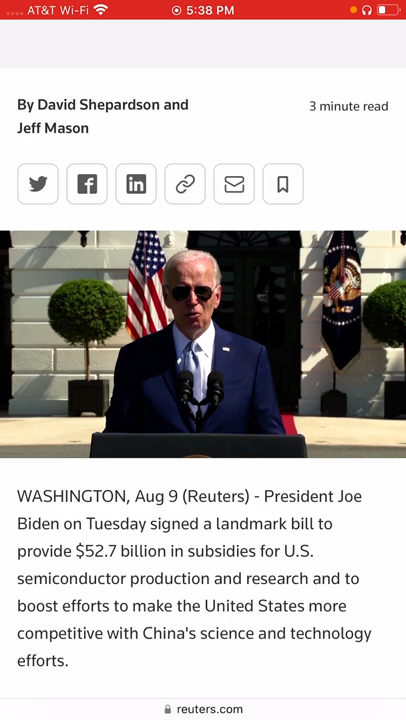 AT&T Wi-Fi 5:38 PM
By David Shepardson and
Jeff Mason
3 minute read
WASHINGTON, Aug 9 (Reuters) - President Joe
Biden on Tuesday signed a landmark bill to
provide $52.7 billion in subsidies for U.S.
semiconductor production and research and to
boost efforts to make the United States more
competitive with China's science and technology
efforts.
reuters.com